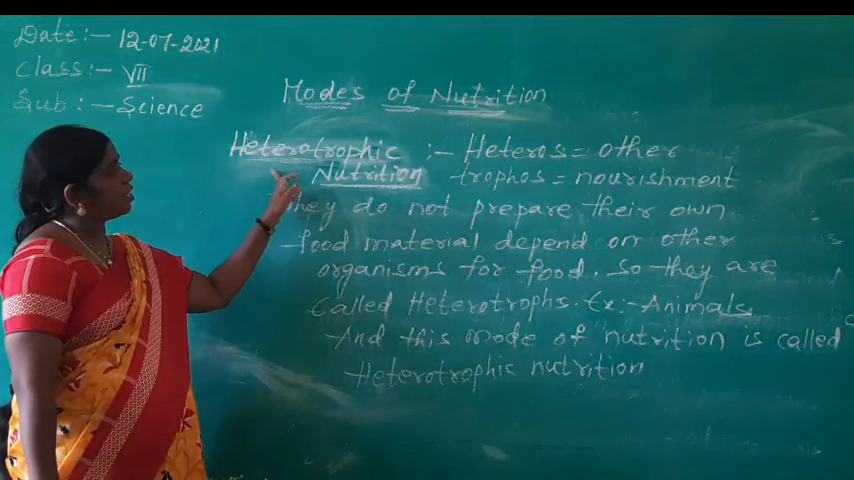 Date:- 12-07-2021
Class:- VII
Sub:- Science
Modes of Nutrition
Heterotrophic :- Heteros = other
Nutrition trophos = nourishment
They do not prepare their own
food material depend on other
organisms for food. so they are
Called Heterotrophs. Ex:- Animals
And this mode of nutrition is called
Heterotrophic nutrition